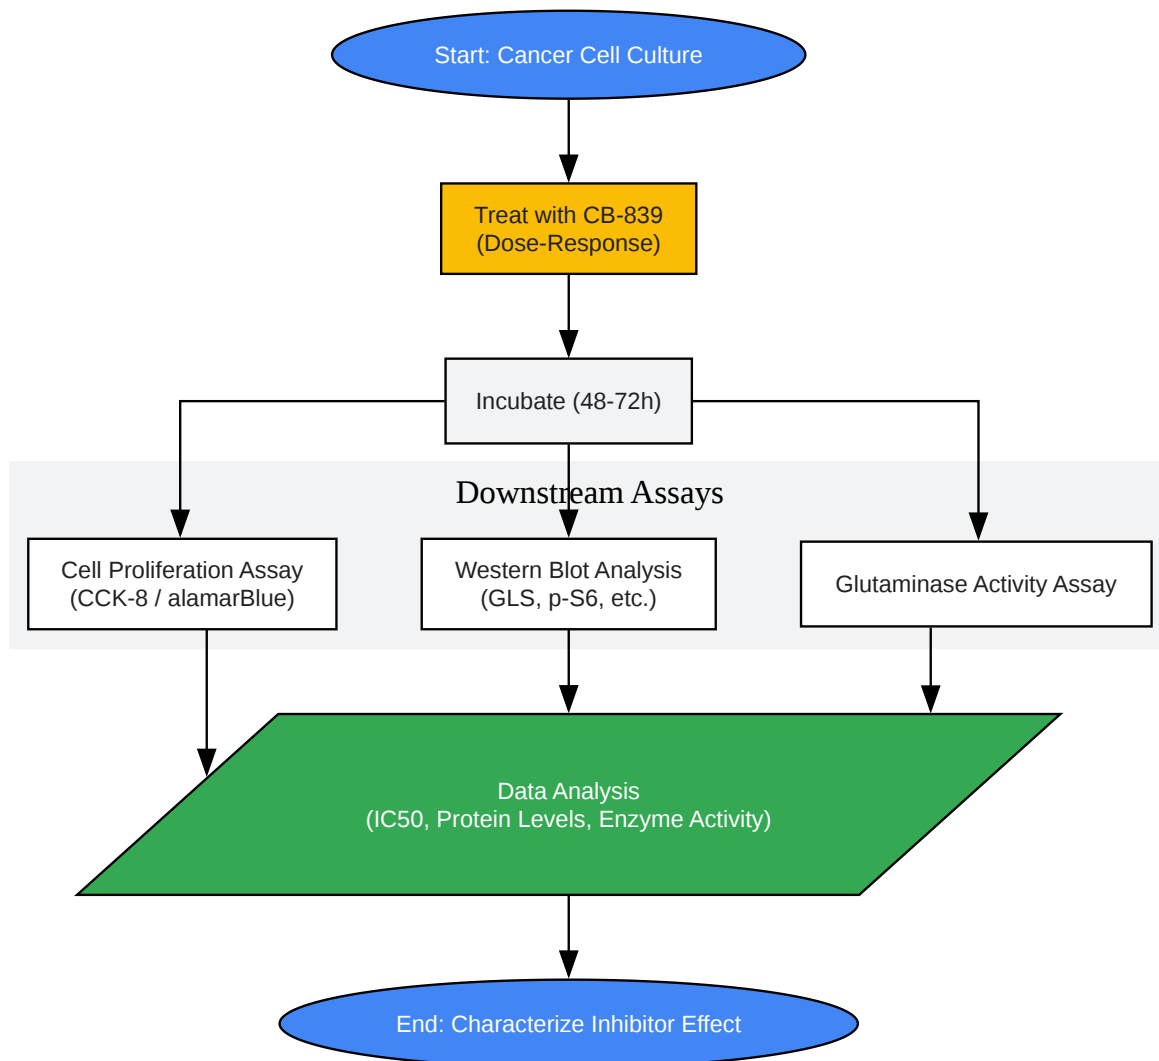 Start: Cancer Cell Culture
Treat with CB-839
(Dose-Response)
Incubate (48-72h)
Downstream Assays
Cell Proliferation Assay
(CCK-8 / alamarBlue)
Western Blot Analysis
(GLS, p-S6, etc.)
Glutaminase Activity Assay
Data Analysis
(IC50, Protein Levels, Enzyme Activity)
End: Characterize Inhibitor Effect